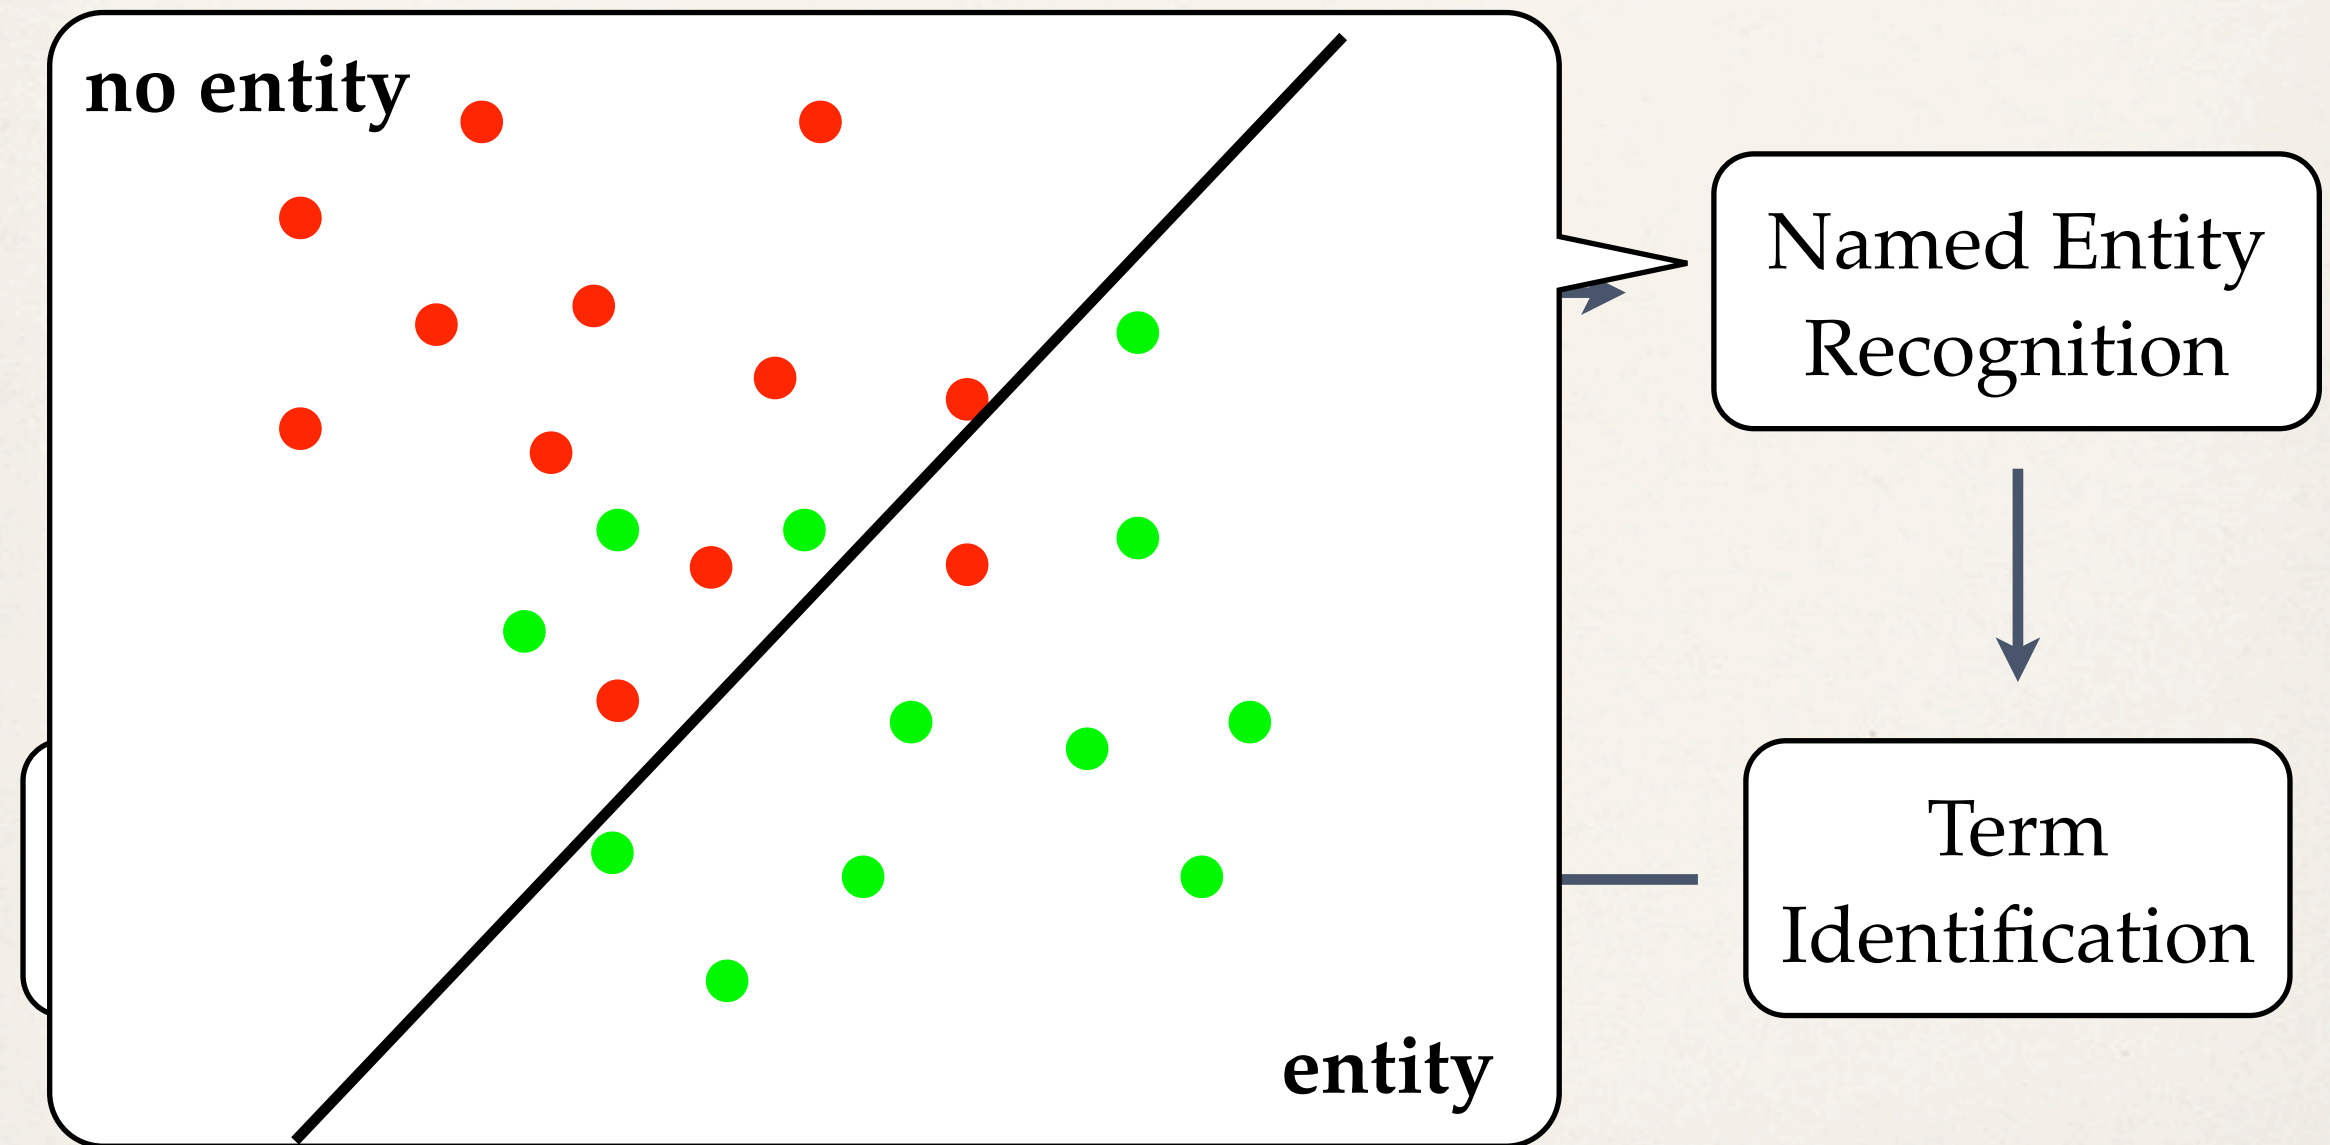 no entity
entity
Named Entity
Recognition
Term
Identification